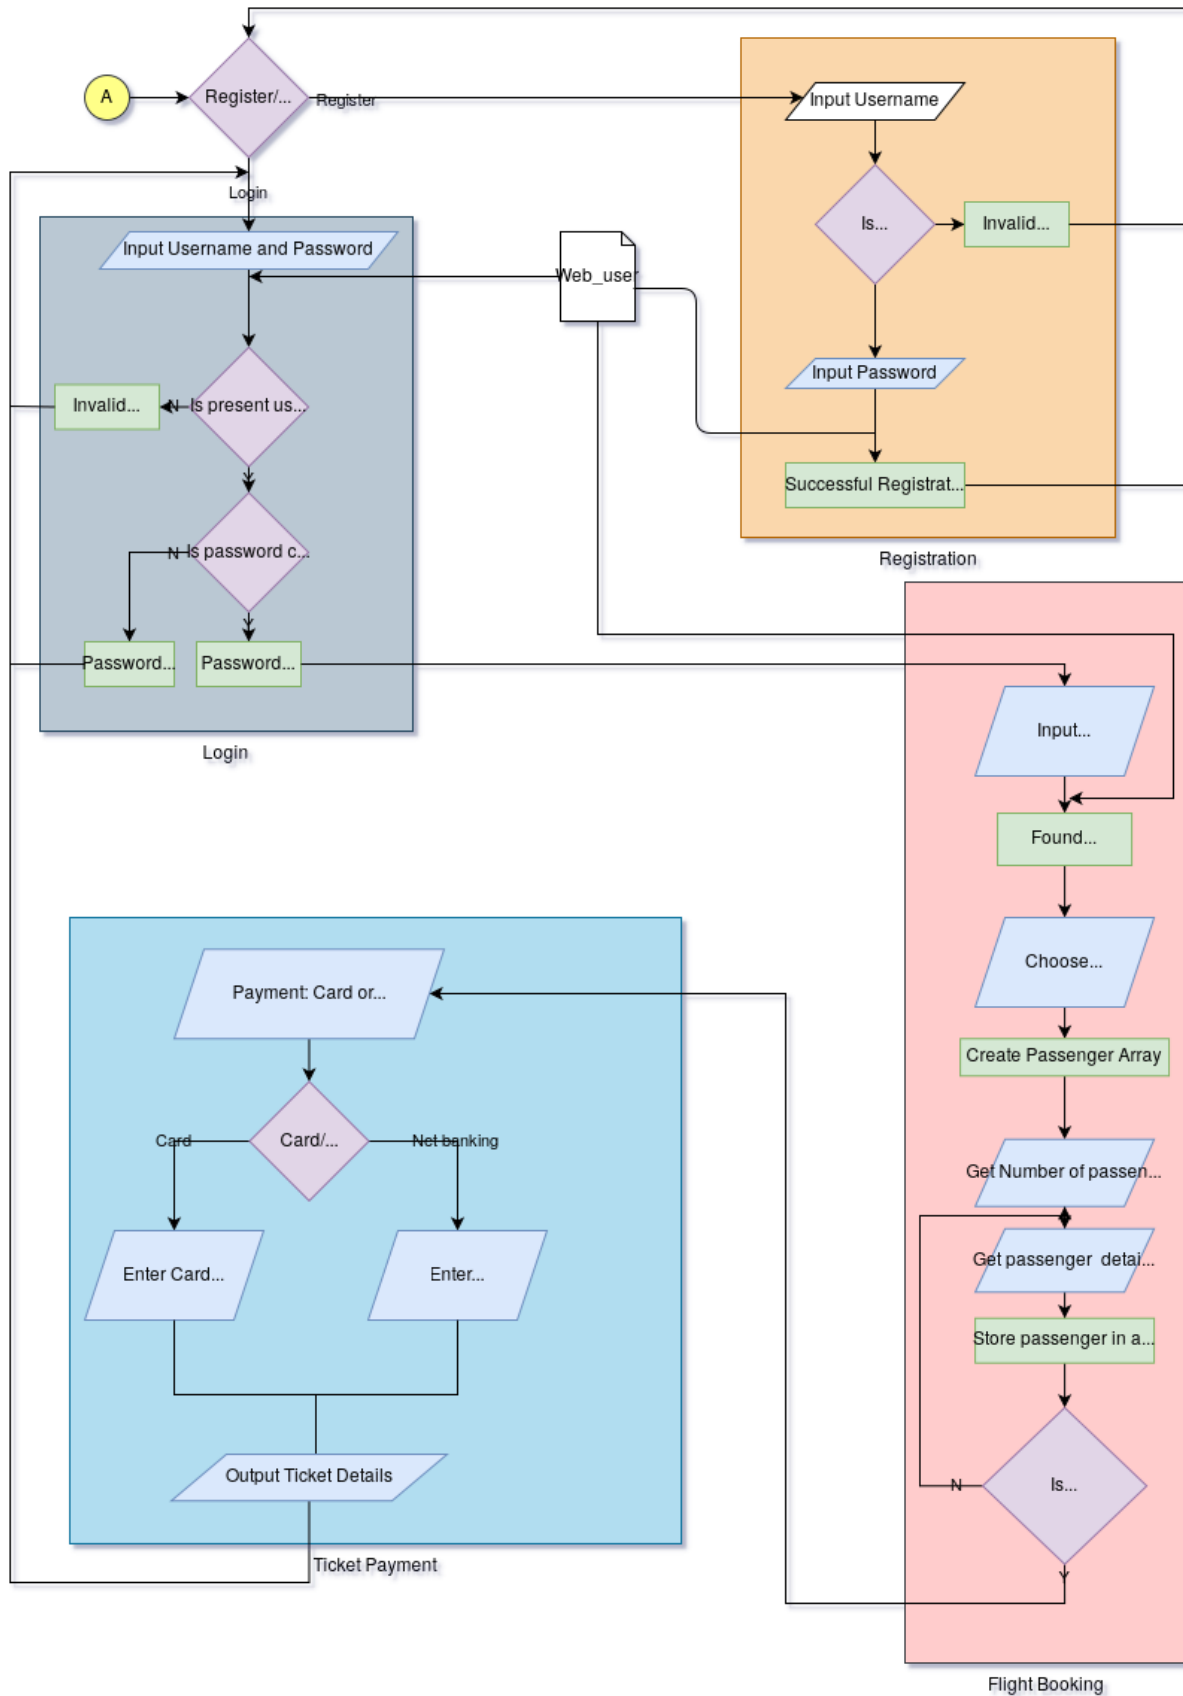 A
Register/...
Register
Login
Input Username
Is...
Invalid...
Input Username and Password
Web_user
Input Password
Invalid...
N
Is present us...
Y
Successful Registrat...
N
Is password c...
Y
Registration
Password...
Password...
Login
Input...
Found...
Choose...
Payment: Card or...
Create Passenger Array
Card
Card/...
Net banking
Get Number of passen...
Get passenger detai...
Enter Card...
Enter...
Store passenger in a...
Output Ticket Details
N
Is...
Ticket Payment
Y
Flight Booking